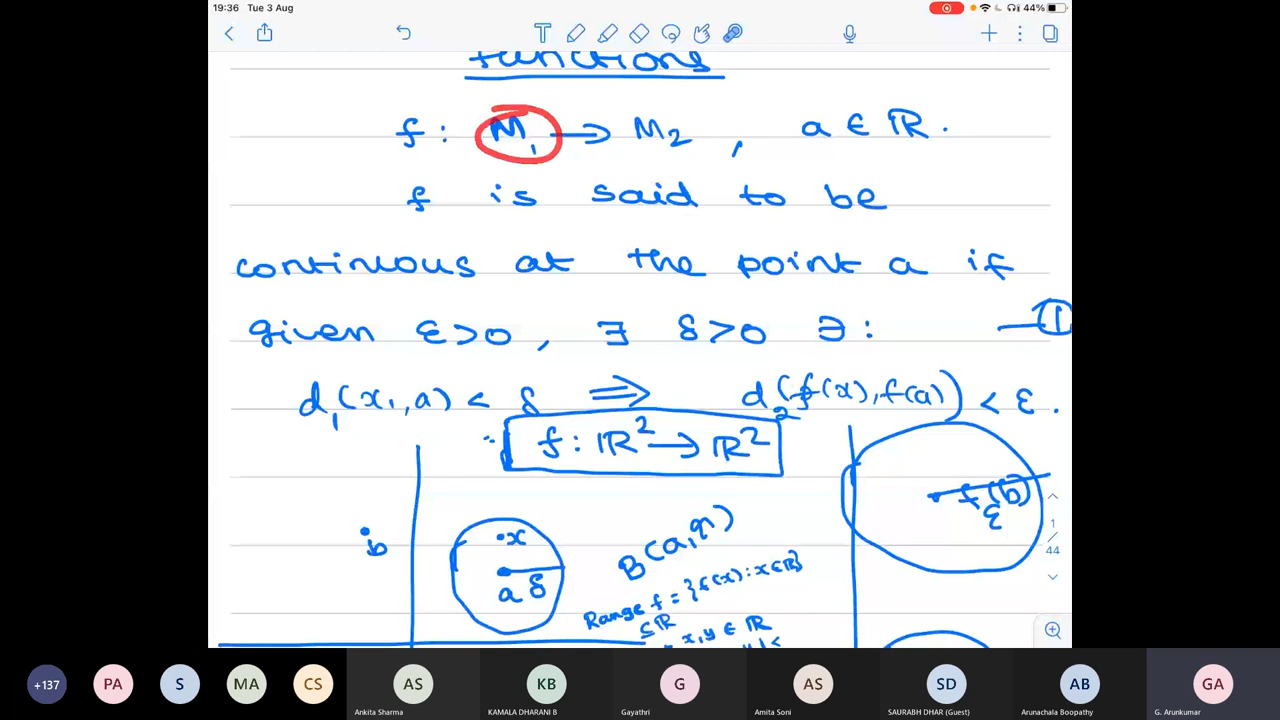 19:36 Tue 3 Aug
44%
functions
f : M₁ → M₂ , a ∈ ℝ.
f is said to be
continuous at the point a if
given ε>0, ∃ δ>0 ∋: —①
d₁(x₁,a) < δ ⟹ d₂(f(x),f(a)) < ε.
f : ℝ² → ℝ²
f(b)
ε
b
x
a δ
B(a,r)
Range f = {f(x) : x ∈ ℝ}
⊆ ℝ
x, y ∈ ℝ
1
/
44
+137
PA
S
MA
CS
AS
KB
G
AS
SD
AB
GA
Ankita Sharma
KAMALA DHARANI B
Gayathri
Amita Soni
SAURABH DHAR (Guest)
Arunachala Boopathy
G. Arunkumar